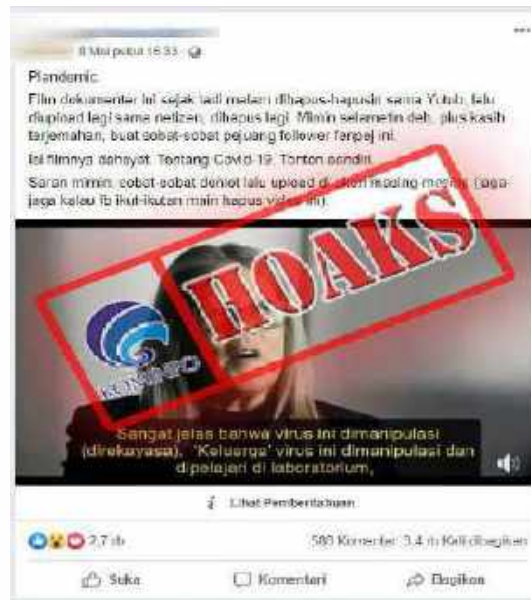 8 Mei pukul 16.33
Plandemic.
Film dokumenter ini sejak tadi malam dihapus-hapusin sama Yutub, lalu
diupload lagi sama netizen, dihapus lagi. Mimin selametin deh, plus kasih
terjemahan, buat sobat-sobat pejuang follower fanpej ini.
Isi filmnya dahsyat. Tentang Covid-19. Tonton sendiri.
Saran mimin, sobat-sobat donlot lalu upload di masing-masing (jaga-
jaga kalau fb ikut-ikutan main hapus video ini).
HOAKS
KOMINFO
Sangat jelas bahwa virus ini dimanipulasi
(direkayasa), 'Keluarga' virus ini dimanipulasi dan
dipelajari di laboratorium,
Lihat Pemberitahuan
2,7 rb
Komentar 3,4 rb Kali dibagikan
Suka Komentari Bagikan